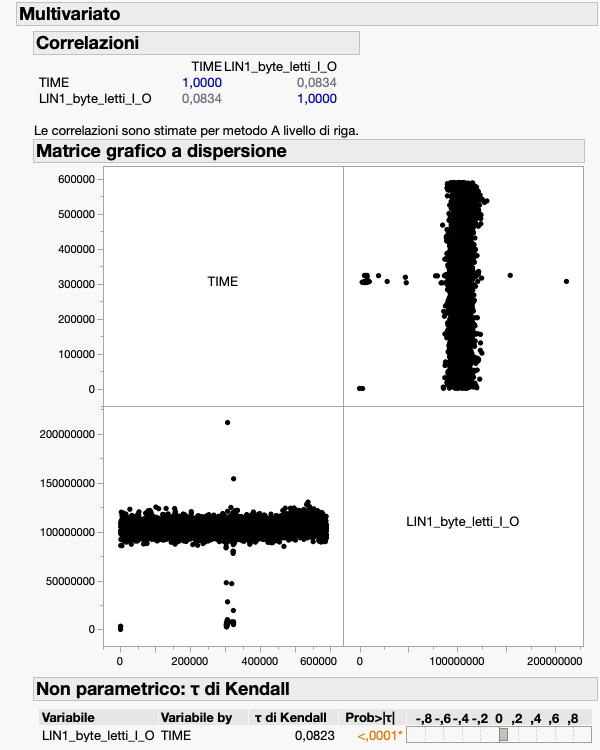 Multivariato
Correlazioni
TIME LIN1_byte_letti_I_O
TIME 1,0000 0,0834
LIN1_byte_letti_I_O 0,0834 1,0000
Le correlazioni sono stimate per metodo A livello di riga.
Matrice grafico a dispersione
600000
500000
400000
300000
200000
100000
0
TIME
200000000
150000000
100000000
50000000
0
LIN1_byte_letti_I_O
0 200000 400000 600000 0 100000000 200000000
Non parametrico: τ di Kendall
Variabile Variabile by τ di Kendall Prob>|τ| -,8 -,6 -,4 -,2 0 ,2 ,4 ,6 ,8
LIN1_byte_letti_I_O TIME 0,0823 <,0001*